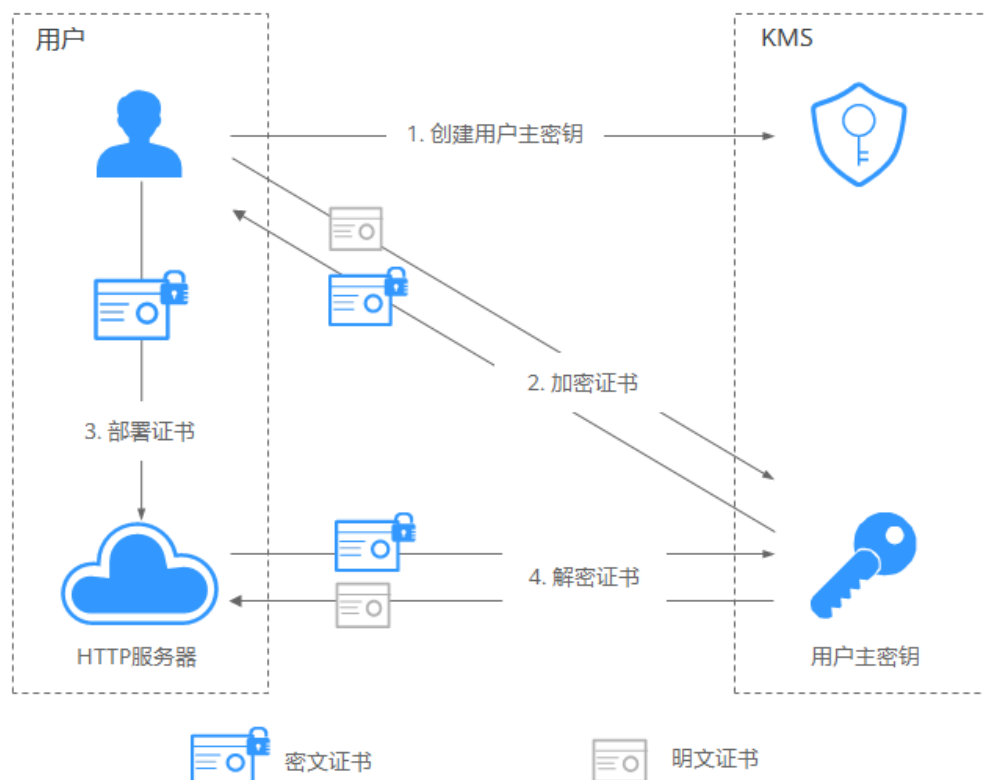 用户
KMS
1. 创建用户主密钥
2. 加密证书
3. 部署证书
4. 解密证书
HTTP服务器
用户主密钥
密文证书
明文证书